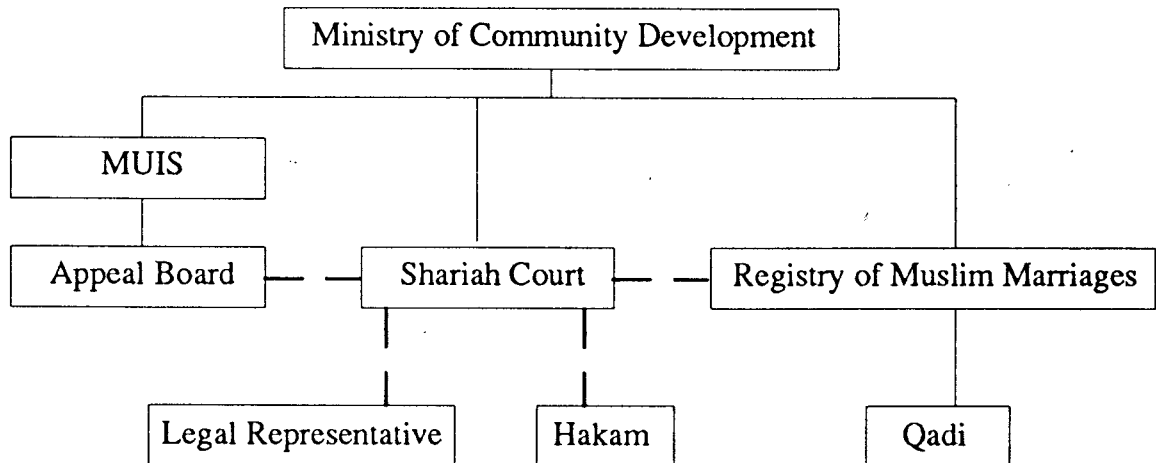 Ministry of Community Development
MUIS
Appeal Board
Shariah Court
Registry of Muslim Marriages
Legal Representative
Hakam
Qadi